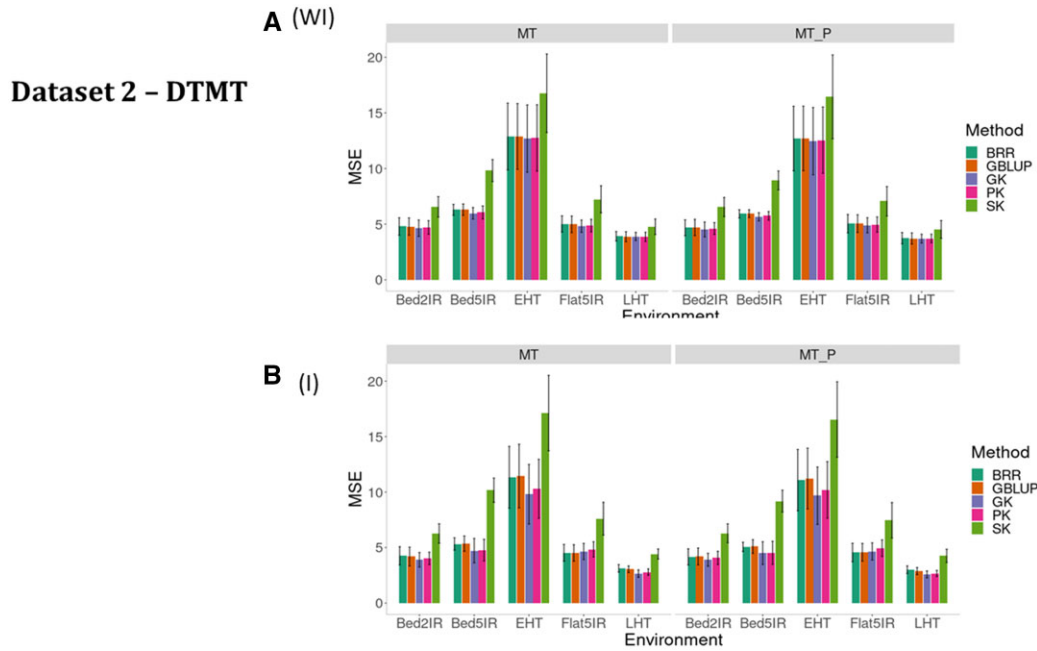 A (WI)
Dataset 2 – DTMT
MT MT_P
20
15
10
5
0
MSE
Bed2IR Bed5IR EHT Flat5IR LHT Bed2IR Bed5IR EHT Flat5IR LHT
Environment
Method
BRR
GBLUP
GK
PK
SK
B (I)
MT MT_P
20
15
10
5
0
MSE
Bed2IR Bed5IR EHT Flat5IR LHT Bed2IR Bed5IR EHT Flat5IR LHT
Environment
Method
BRR
GBLUP
GK
PK
SK